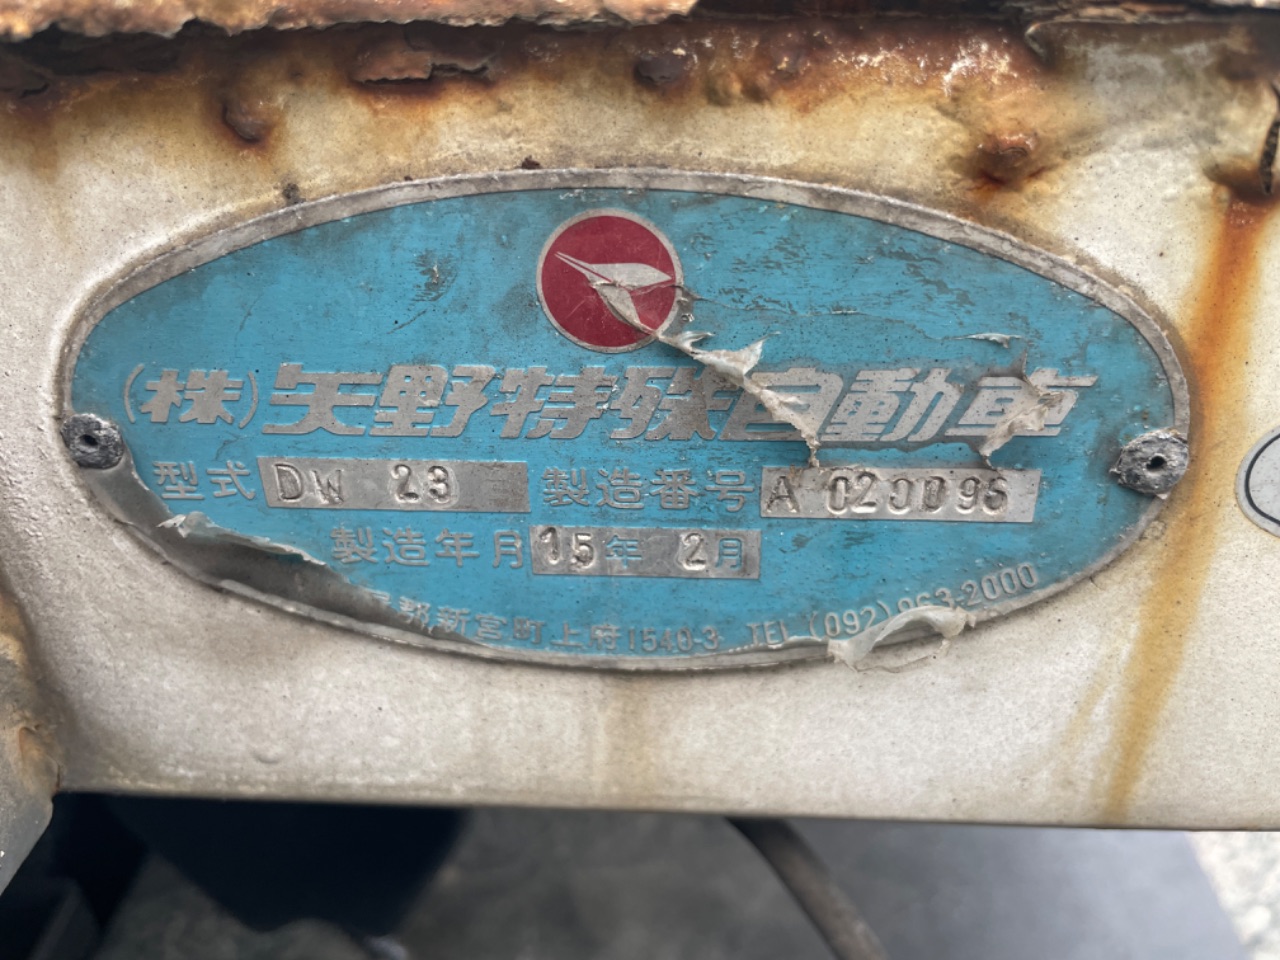 (株)矢野特殊自動車
型式 DW 23 製造番号 A 020096
製造年月 15年 2月
郡新宮町上府1540-3 TEL (092) 963-2000